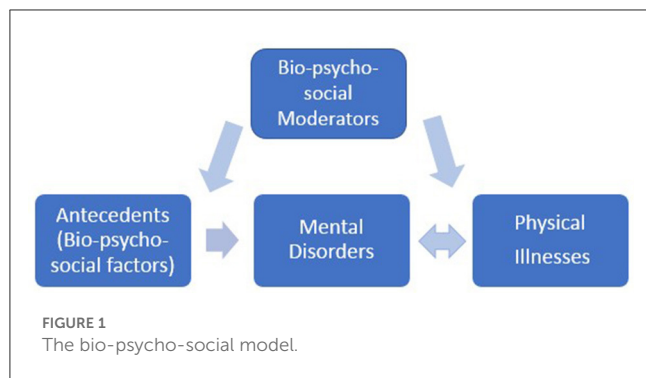 Bio-psycho-
social
Moderators
Antecedents
(Bio-psycho-
social factors)
Mental
Disorders
Physical
Illnesses
FIGURE 1
The bio-psycho-social model.